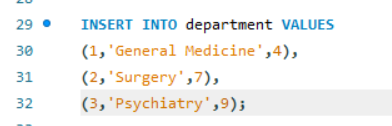 29 INSERT INTO department VALUES
30 (1,'General Medicine',4),
31 (2,'Surgery',7),
32 (3,'Psychiatry',9);